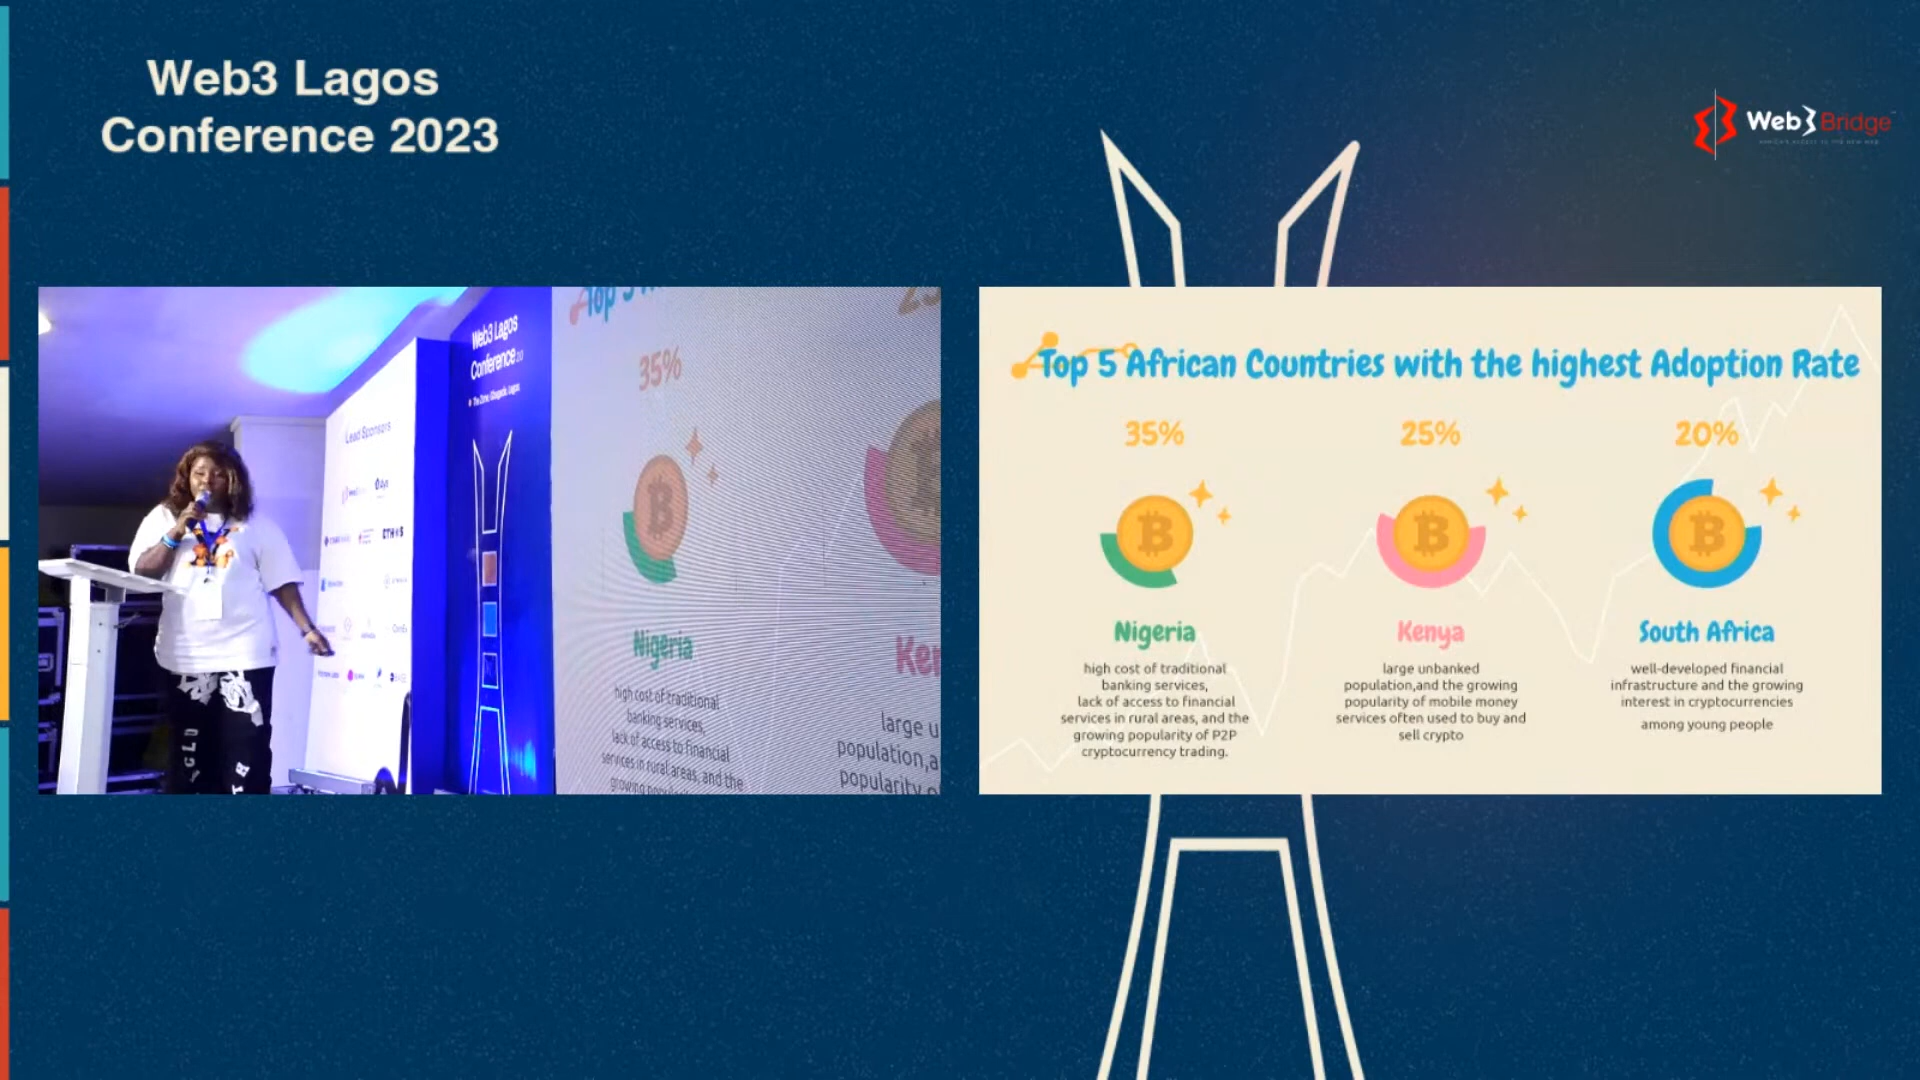 Web3 Lagos
Conference 2023
Web3Bridge
Top 5
35%
Nigeria
high cost of traditional
banking services,
lack of access to financial
services in rural areas, and the
large u
population,a
popularity o
Web3 Lagos
Conference
Lead Sponsors
Top 5 African Countries with the highest Adoption Rate
35%
25%
20%
Nigeria
high cost of traditional
banking services,
lack of access to financial
services in rural areas, and the
growing popularity of P2P
cryptocurrency trading.
Kenya
large unbanked
population,and the growing
popularity of mobile money
services often used to buy and
sell crypto
South Africa
well-developed financial
infrastructure and the growing
interest in cryptocurrencies
among young people